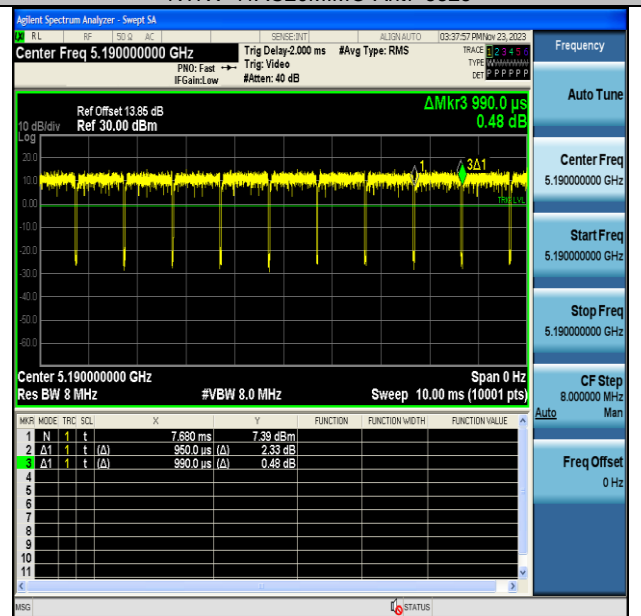 Agilent Spectrum Analyzer - Swept SA
RL RF 50 Ω AC SENSE:INT ALIGN AUTO 03:37:57 PM Nov 23, 2023
Center Freq 5.190000000 GHz
PNO: Fast
IFGain:Low
Trig Delay-2.000 ms
Trig: Video
#Atten: 40 dB
#Avg Type: RMS
TRACE 1 2 3 4 5 6
TYPE
DET P P P P P P
Frequency
Ref Offset 13.85 dB
10 dB/div Ref 30.00 dBm
Log
ΔMkr3 990.0 µs
0.48 dB
20.0
10.0
0.00
-10.0
-20.0
-30.0
-40.0
-50.0
-60.0
1
3Δ1
TRIG LVL
Center 5.190000000 GHz
Span 0 Hz
Res BW 8 MHz
#VBW 8.0 MHz
Sweep 10.00 ms (10001 pts)
MKR MODE TRC SCL X Y FUNCTION FUNCTION WIDTH FUNCTION VALUE
1 N 1 t 7.680 ms 7.39 dBm
2 Δ1 1 t (Δ) 950.0 µs (Δ) 2.33 dB
3 Δ1 1 t (Δ) 990.0 µs (Δ) 0.48 dB
4
5
6
7
8
9
10
11
MSG
STATUS
Auto Tune
Center Freq
5.190000000 GHz
Start Freq
5.190000000 GHz
Stop Freq
5.190000000 GHz
CF Step
8.000000 MHz
Auto Man
Freq Offset
0 Hz